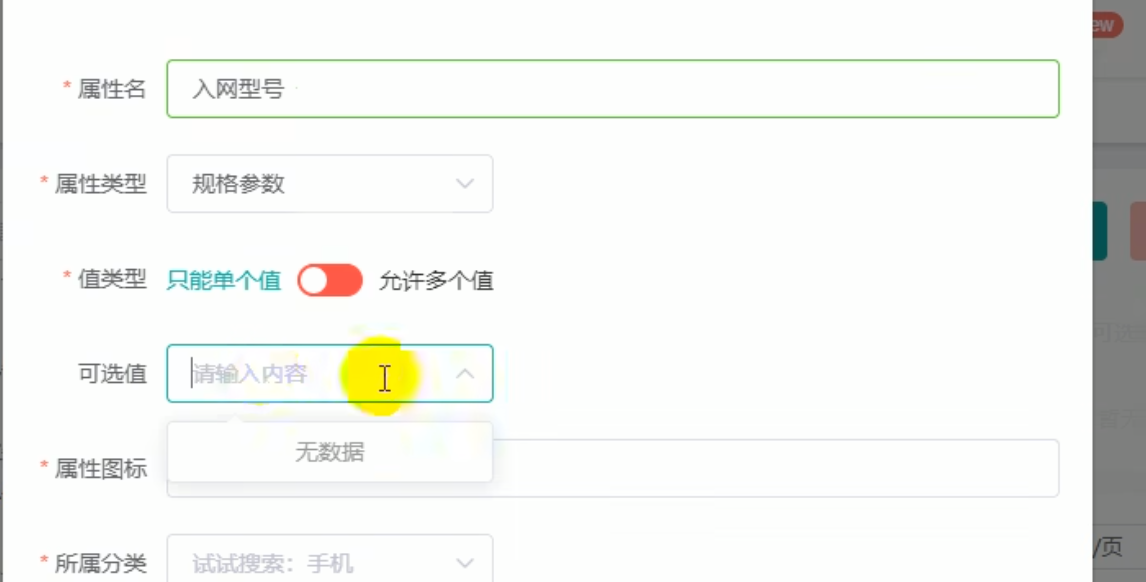 ew
* 属性名 入网型号
* 属性类型 规格参数
* 值类型 只能单个值 允许多个值
可选
可选值 请输入内容
无数据
* 属性图标
* 所属分类 试试搜索：手机
/页